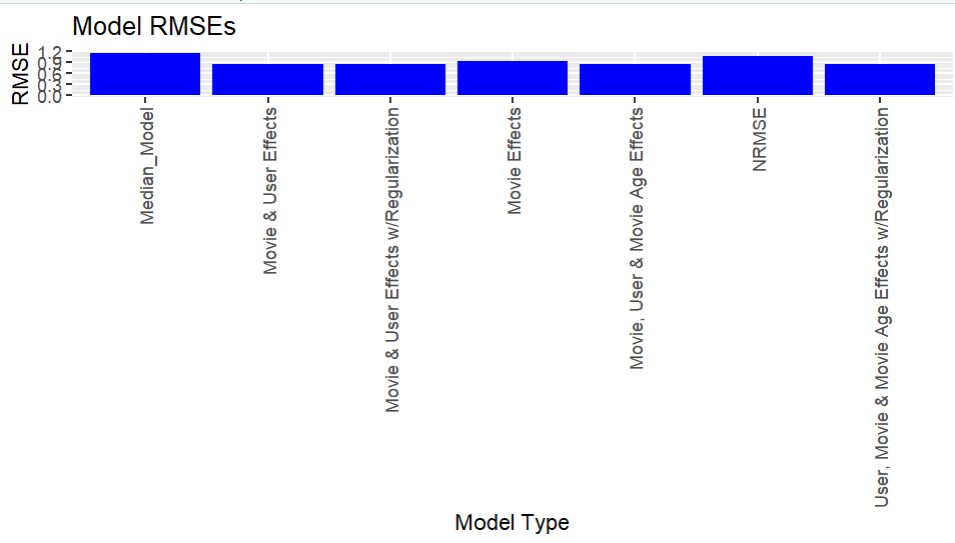 Model RMSEs
RMSE
1.2
0.9
0.6
0.3
0.0
Median_Model
Movie & User Effects
Movie & User Effects w/Regularization
Movie Effects
Movie, User & Movie Age Effects
NRMSE
User, Movie & Movie Age Effects w/Regularization
Model Type